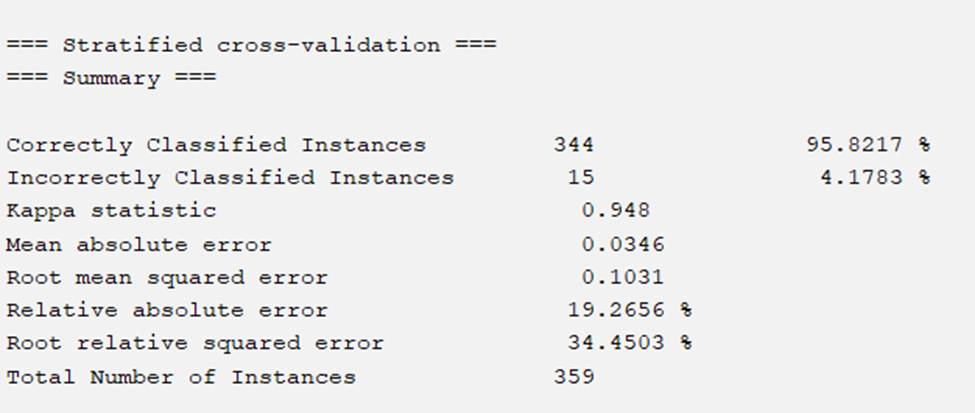 === Stratified cross-validation ===
=== Summary ===
Correctly Classified Instances 344 95.8217 %
Incorrectly Classified Instances 15 4.1783 %
Kappa statistic 0.948
Mean absolute error 0.0346
Root mean squared error 0.1031
Relative absolute error 19.2656 %
Root relative squared error 34.4503 %
Total Number of Instances 359